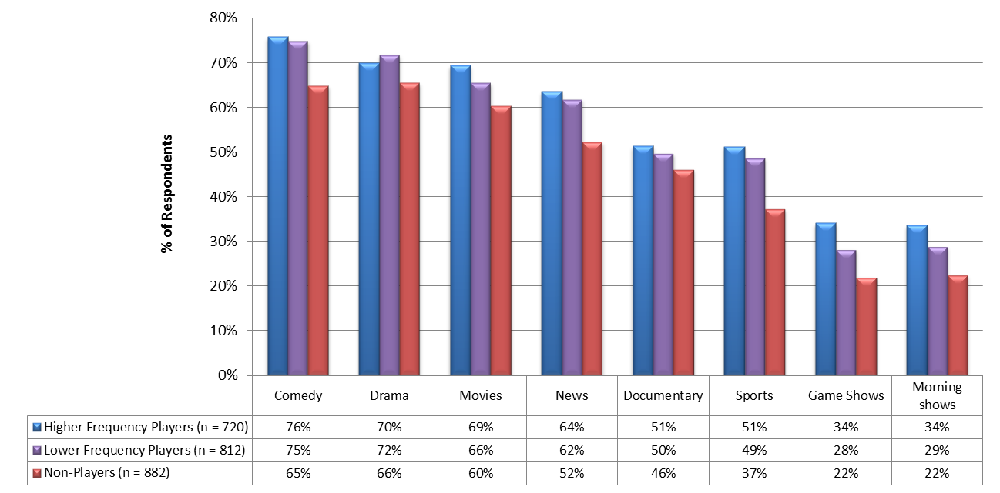 80%
70%
60%
50%
40%
30%
20%
10%
0%
% of Respondents
Comedy Drama Movies News Documentary Sports Game Shows Morning shows
Higher Frequency Players (n = 720) 76% 70% 69% 64% 51% 51% 34% 34%
Lower Frequency Players (n = 812) 75% 72% 66% 62% 50% 49% 28% 29%
Non-Players (n = 882) 65% 66% 60% 52% 46% 37% 22% 22%